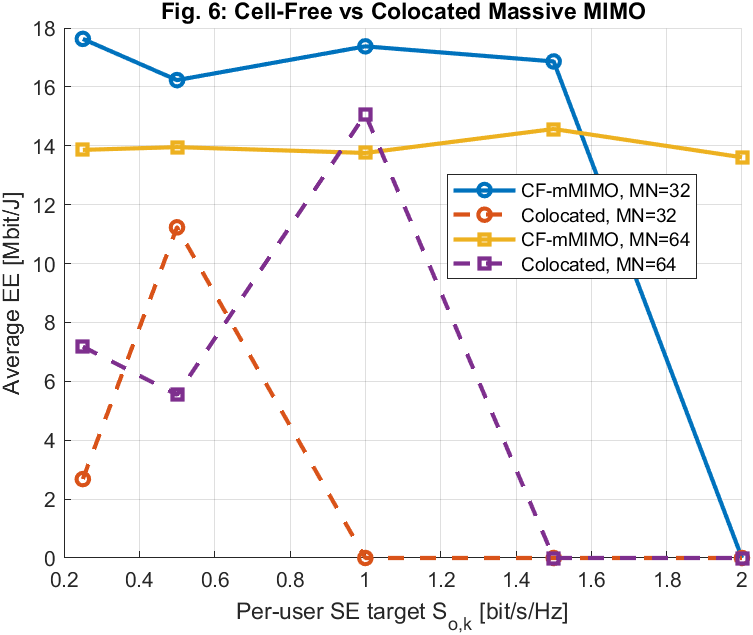 Fig. 6: Cell-Free vs Colocated Massive MIMO
Average EE [Mbit/J]
18
16
14
12
10
8
6
4
2
0
CF-mMIMO, MN=32
Colocated, MN=32
CF-mMIMO, MN=64
Colocated, MN=64
0.2 0.4 0.6 0.8 1 1.2 1.4 1.6 1.8 2
Per-user SE target S_{o,k} [bit/s/Hz]